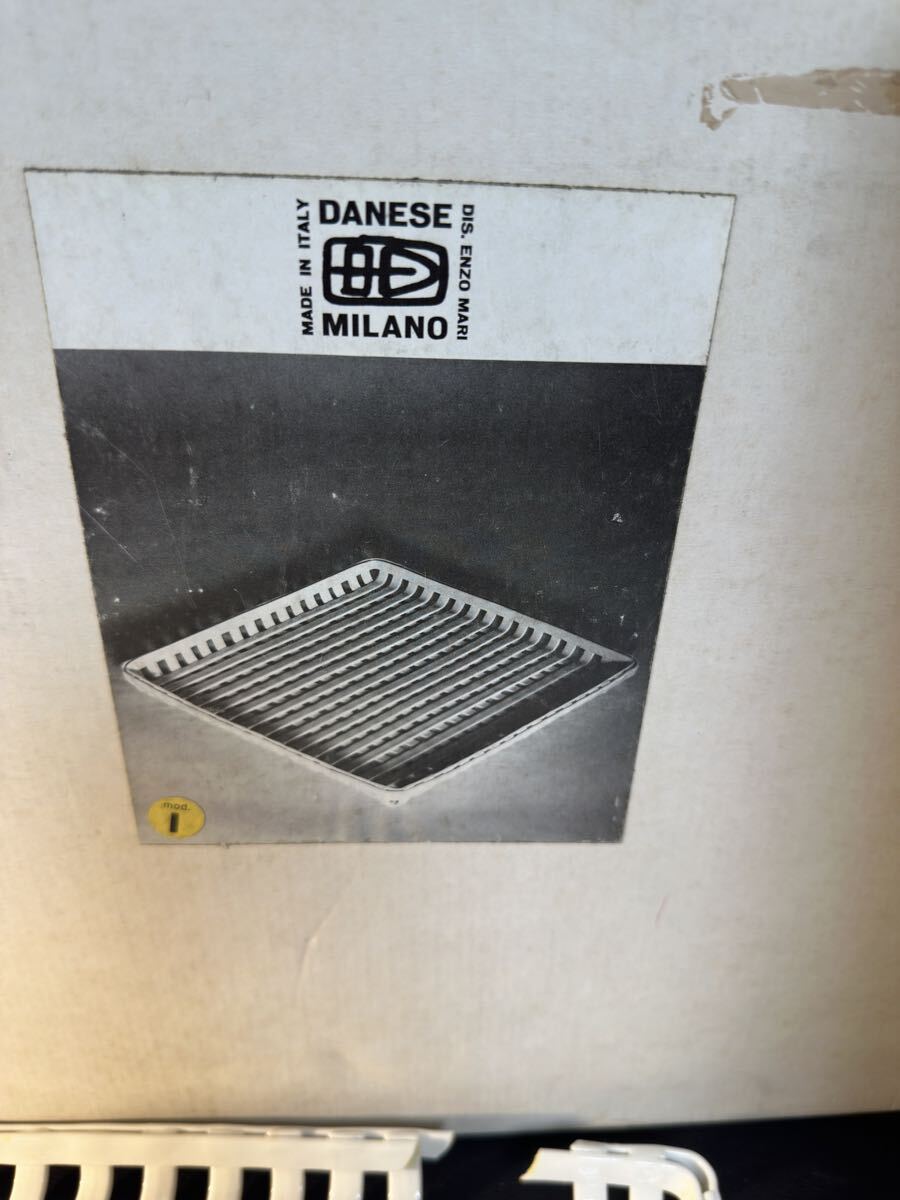 MADE IN ITALY
DANESE
MILANO
DIS. ENZO MARI
mod.
I